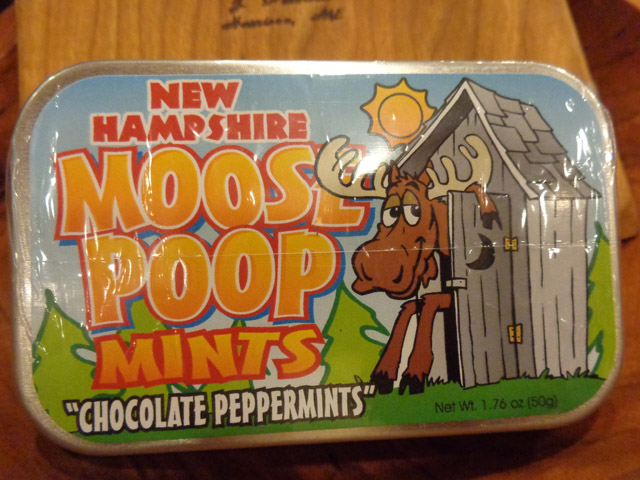 NEW
HAMPSHIRE
MOOSE
POOP
MINTS
"CHOCOLATE PEPPERMINTS"
Net Wt. 1.76 oz (50g)